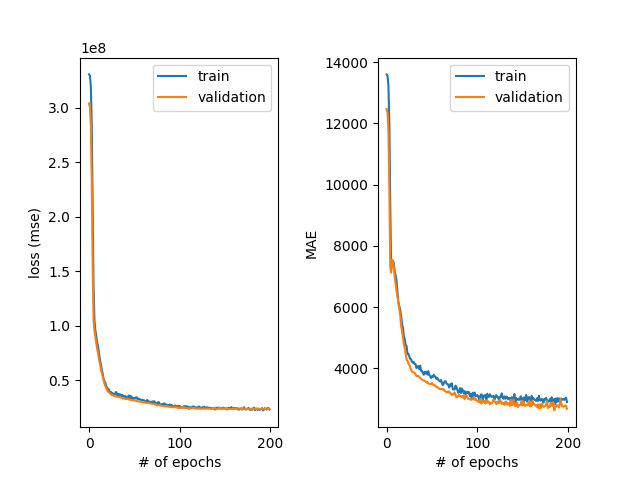 1e8
3.0
2.5
2.0
1.5
1.0
0.5
loss (mse)
0
100
200
# of epochs
train
validation
14000
12000
10000
8000
6000
4000
MAE
0
100
200
# of epochs
train
validation